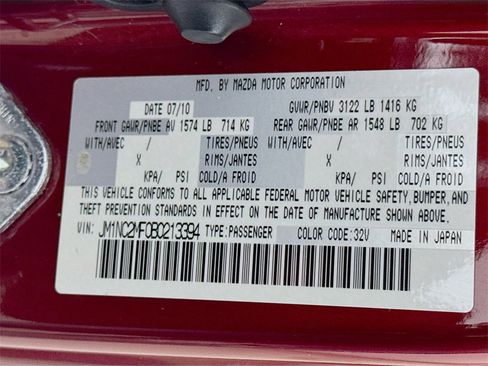 MFD. BY MAZDA MOTOR CORPORATION
DATE 07/10 GVWR/PNBV 3122 LB 1416 KG
FRONT GAWR/PNBE AV 1574 LB 714 KG REAR GAWR/PNBE AR 1548 LB 702 KG
WITH/AVEC / TIRES/PNEUS WITH/AVEC / TIRES/PNEUS
X RIMS/JANTES X RIMS/JANTES
KPA/ PSI COLD/A FROID KPA/ PSI COLD/A FROID
THIS VEHICLE CONFORMS TO ALL APPLICABLE FEDERAL MOTOR VEHICLE SAFETY, BUMPER, AND
THEFT PREVENTION STANDARDS IN EFFECT ON THE DATE OF MANUFACTURE SHOWN ABOVE.
VIN: JM1NC2MF0B0213394 TYPE:PASSENGER COLOR CODE:32V MADE IN JAPAN